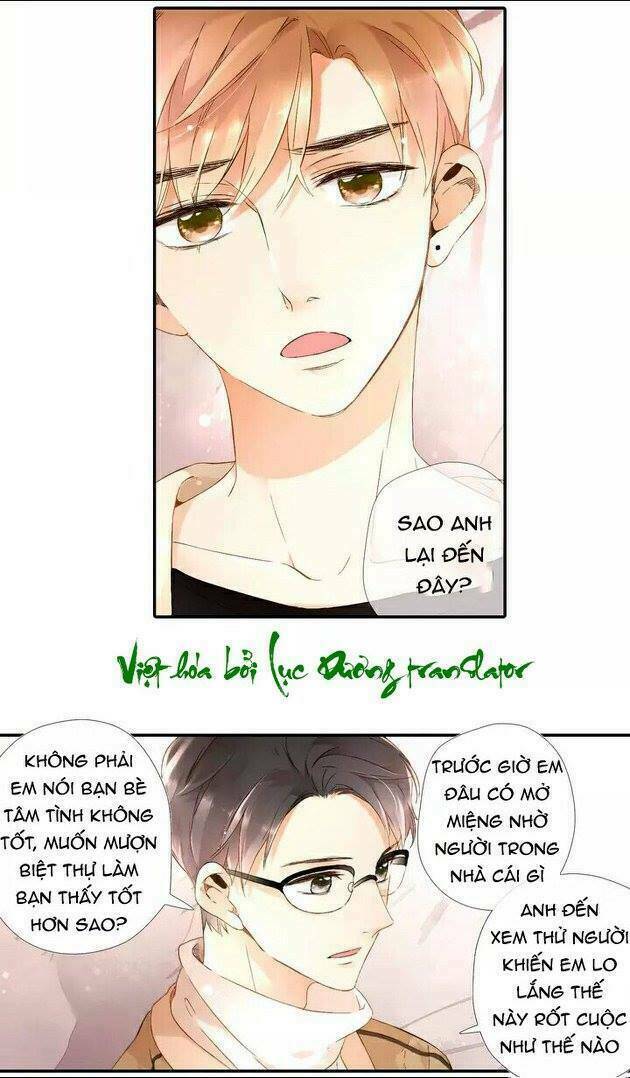 SAO ANH
LẠI ĐẾN
ĐÂY?
Việt hóa bởi Lục Dương translator
KHÔNG PHẢI
EM NÓI BẠN BÈ
TÂM TÌNH KHÔNG
TỐT, MUỐN MƯỢN
BIỆT THỰ LÀM
BẠN THẤY TỐT
HƠN SAO?
TRƯỚC GIỜ EM
ĐÂU CÓ MỞ
MIỆNG NHỜ
NGƯỜI TRONG
NHÀ CÁI GÌ
ANH ĐẾN
XEM THỬ NGƯỜI
KHIẾN EM LO
LẮNG THẾ
NÀY RỐT CUỘC
NHƯ THẾ NÀO